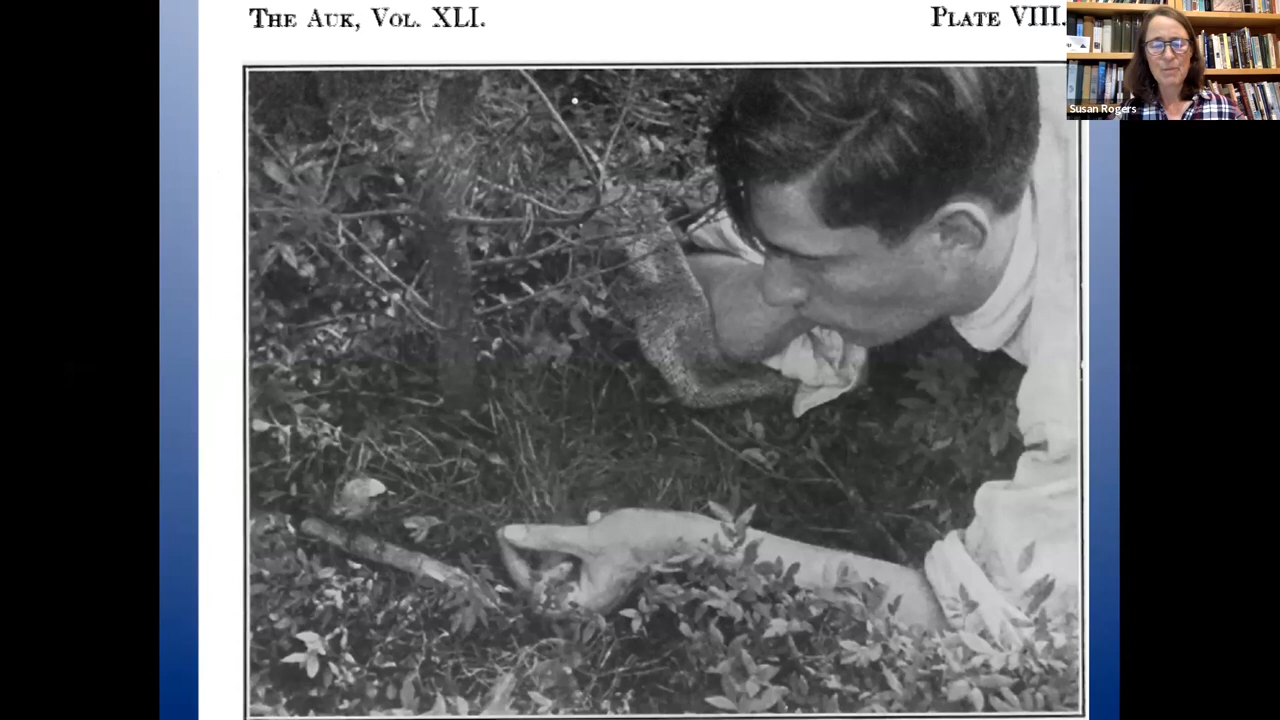 The Auk, Vol. XLI.
Plate VIII.
Susan Rogers